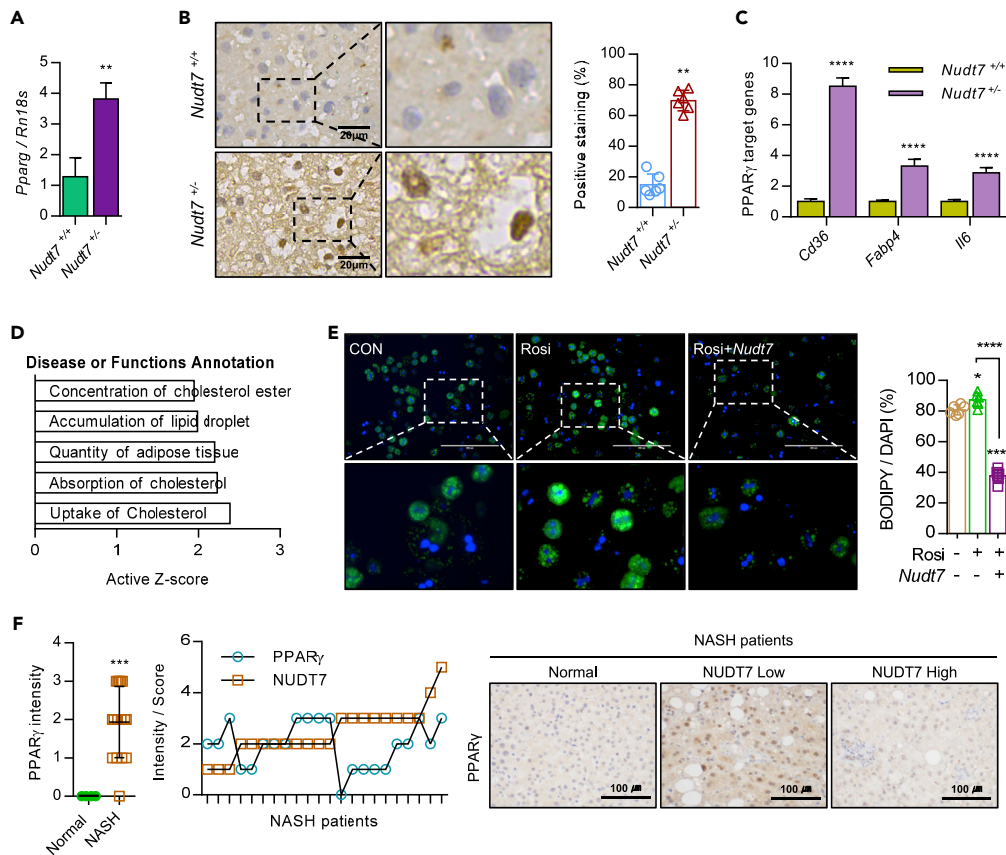 A
Pparg / Rn18s
5
4
3
2
1
0
**
Nudt7 +/+
Nudt7 +/-
B
Nudt7 +/+
Nudt7 +/-
20μm
20μm
Positive staining (%)
100
80
60
40
20
0
**
Nudt7 +/+
Nudt7 +/-
C
PPARγ target genes
10
8
6
4
2
0
****
****
****
Nudt7 +/+
Nudt7 +/-
Cd36
Fabp4
Il6
D
Disease or Functions Annotation
Concentration of cholesterol ester
Accumulation of lipid droplet
Quantity of adipose tissue
Absorption of cholesterol
Uptake of Cholesterol
0 1 2 3
Active Z-score
E
CON
Rosi
Rosi+Nudt7
BODIPY / DAPI (%)
100
80
60
40
20
0
****
*
***
Rosi - + +
Nudt7 - - +
F
PPARγ intensity
4
3
2
1
0
***
Normal
NASH
Intensity / Score
6
4
2
0
PPARγ
NUDT7
NASH patients
NASH patients
Normal
NUDT7 Low
NUDT7 High
PPARγ
100 μm
100 μm
100 μm